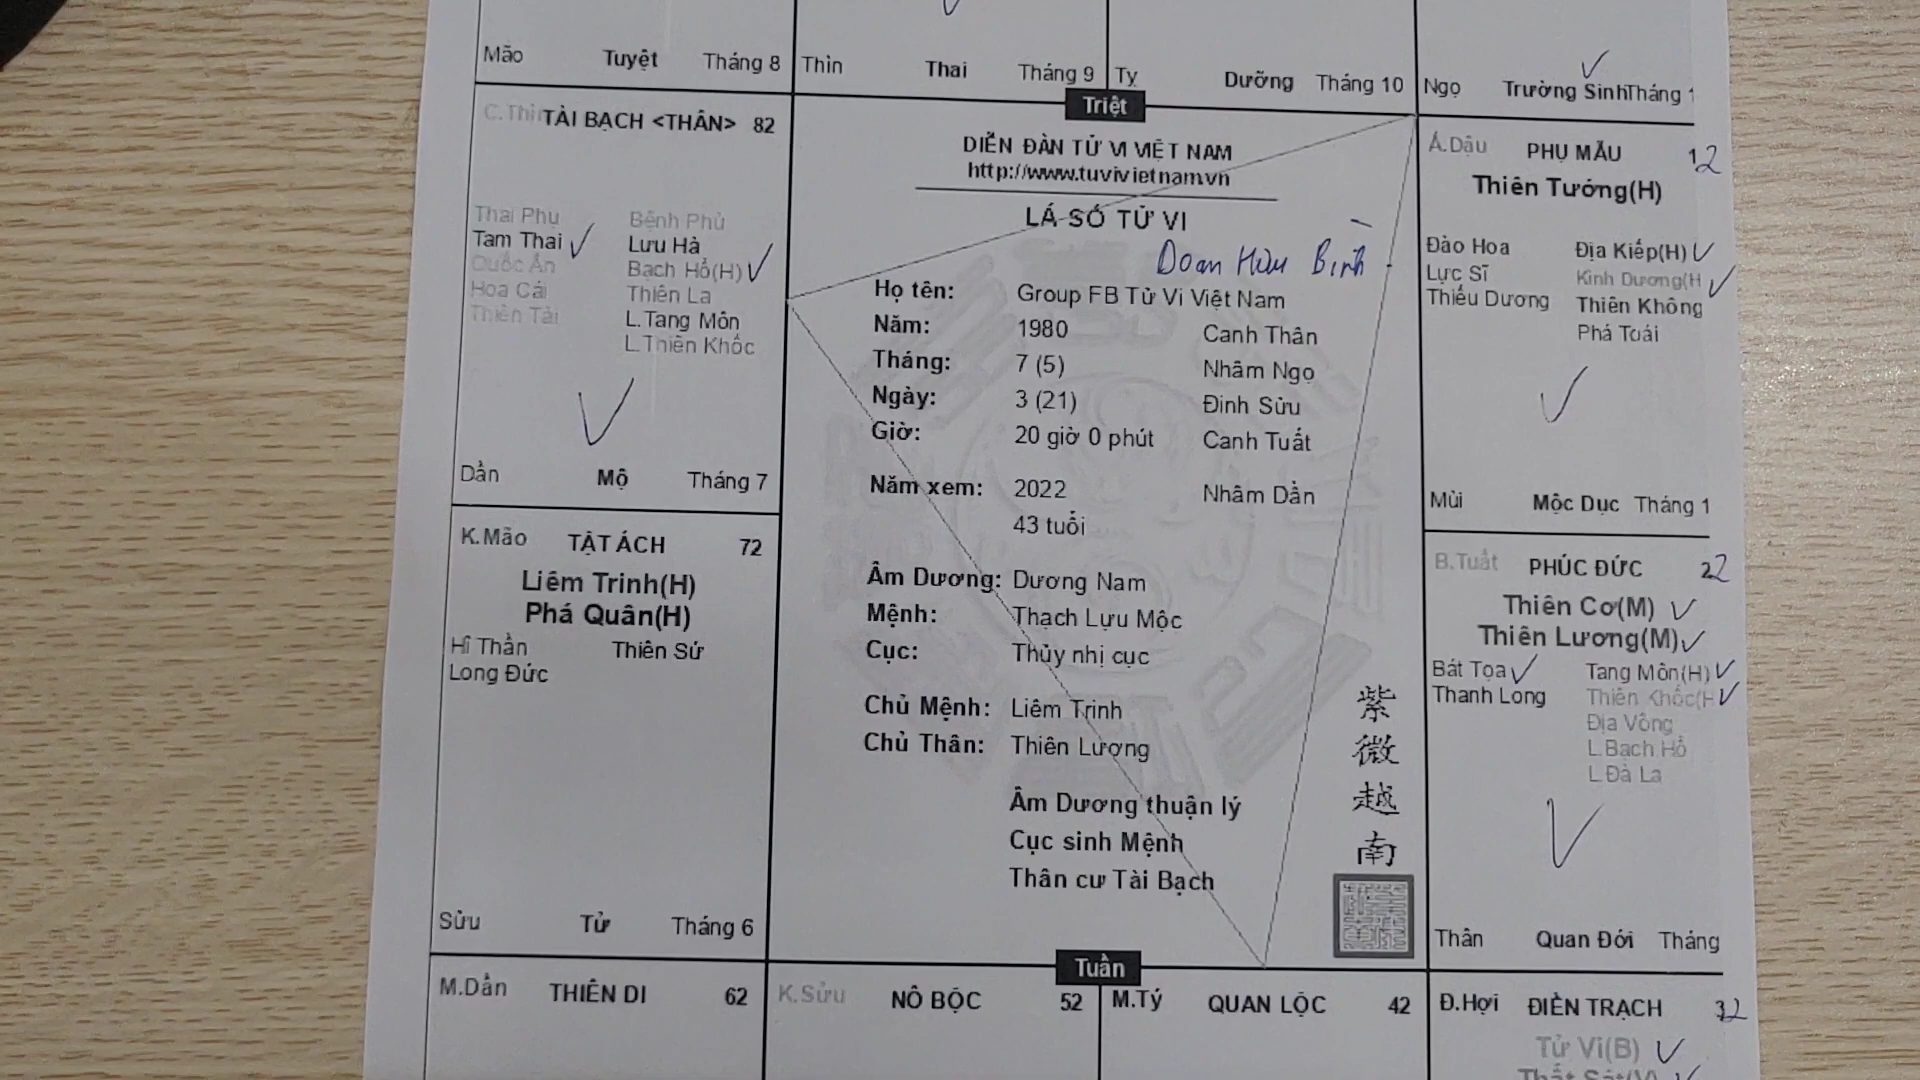 Mão Tuyệt Tháng 8
Thìn Thai Tháng 9
Tỵ Dưỡng Tháng 10
Ngọ Trường Sinh Tháng 1
Triệt
C.Thìn TÀI BẠCH <THÂN> 82
Thai Phụ Bệnh Phù
Tam Thai Lưu Hà
Quốc Ấn Bạch Hổ(H)
Hoa Cái Thiên La
Thiên Tài L.Tang Môn
L.Thiên Khốc
Dần Mộ Tháng 7
DIỄN ĐÀN TỬ VI VIỆT NAM
http://www.tuvivietnam.vn
LÁ SỐ TỬ VI
Doan Hữu Bình
Họ tên: Group FB Tử Vi Việt Nam
Năm: 1980 Canh Thân
Tháng: 7 (5) Nhâm Ngọ
Ngày: 3 (21) Đinh Sửu
Giờ: 20 giờ 0 phút Canh Tuất
Năm xem: 2022 Nhâm Dần
43 tuổi
Âm Dương: Dương Nam
Mệnh: Thạch Lựu Mộc
Cục: Thủy nhị cục
Chủ Mệnh: Liêm Trinh
Chủ Thân: Thiên Lương
Âm Dương thuận lý
Cục sinh Mệnh
Thân cư Tài Bạch
紫
微
越
南
Ấ.Dậu PHỤ MẪU 12
Thiên Tướng(H)
Đào Hoa Địa Kiếp(H)
Lực Sĩ Kình Dương(H
Thiếu Dương Thiên Không
Phá Toái
Mùi Mộc Dục Tháng 1
K.Mão TẬT ÁCH 72
Liêm Trinh(H)
Phá Quân(H)
Hỉ Thần Thiên Sứ
Long Đức
Sửu Tử Tháng 6
B.Tuất PHÚC ĐỨC 22
Thiên Cơ(M)
Thiên Lương(M)
Bát Tọa Tang Môn(H)
Thanh Long Thiên Khốc(H
Địa Võng
L.Bạch Hổ
L.Đà La
Thân Quan Đới Tháng
Tuần
M.Dần THIÊN DI 62
K.Sửu NÔ BỘC 52
M.Tý QUAN LỘC 42
Đ.Hợi ĐIỀN TRẠCH 32
Tử Vi(B)
Thất Sát(V)